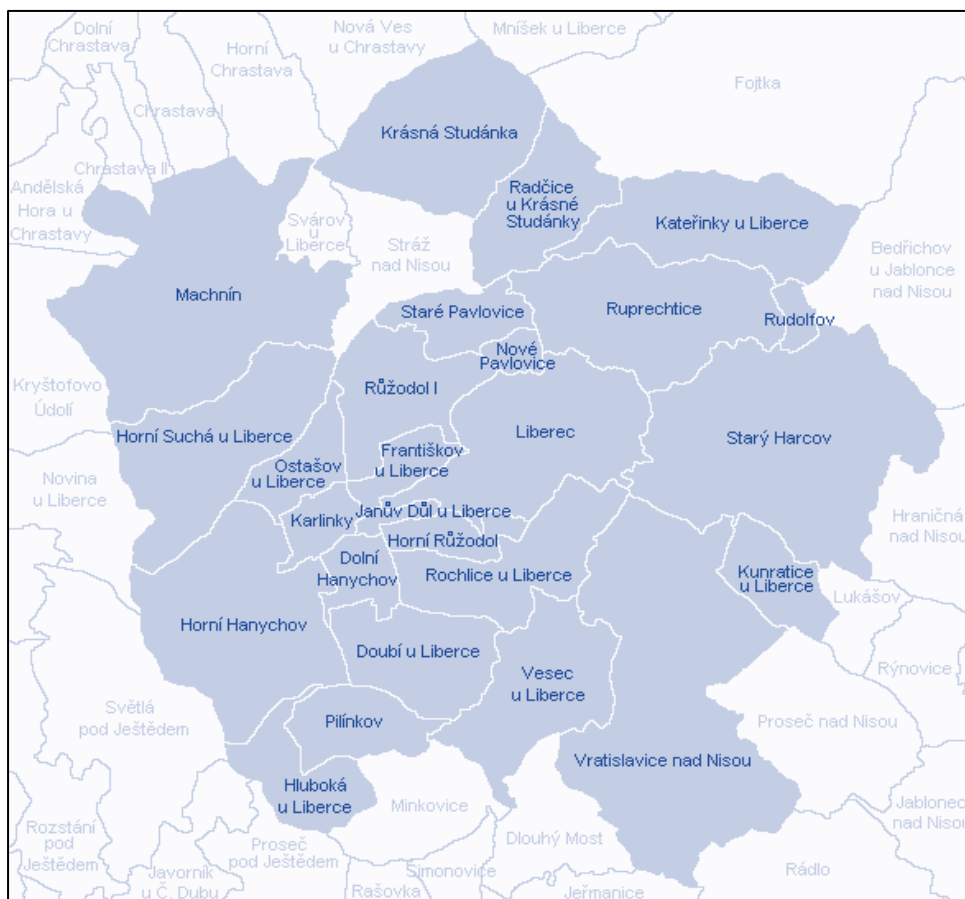 Dolní
Chrastava
Nová Ves
u Chrastavy
Mníšek u Liberce
Horní
Chrastava
Fojtka
Chrastava I
Krásná Studánka
Chrastava II
Andělská
Hora u
Chrastavy
Radčice
u Krásné
Studánky
Svárov
u
Liberce
Stráž
nad Nisou
Kateřinky u Liberce
Bedřichov
u Jablonce
nad Nisou
Machnín
Staré Pavlovice
Ruprechtice
Rudolfov
Nové
Pavlovice
Kryštofovo
Údolí
Růžodol I
Horní Suchá u Liberce
Liberec
Starý Harcov
Františkov
u Liberce
Ostašov
u Liberce
Novina
u Liberce
Karlinky
Janův Důl u Liberce
Hraničná
nad Nisou
Horní Růžodol
Dolní
Hanychov
Rochlice u Liberce
Kunratice
u Liberce
Lukášov
Horní Hanychov
Doubí u Liberce
Vesec
u Liberce
Rýnovice
Světlá
pod Ještědem
Pilínkov
Proseč nad Nisou
Vratislavice nad Nisou
Hluboká
u Liberce
Minkovice
Jablonec
nad Nisou
Rozstání
pod
Ještědem
Proseč
pod Ještědem
Dlouhý Most
Javorník
u Č. Dubu
Šimonovice
Rašovka
Jeřmanice
Rádlo